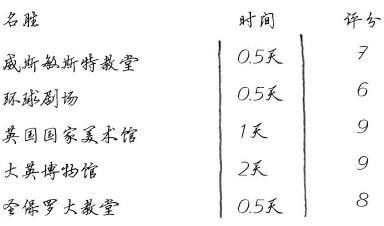 名胜 时间 评分
威斯敏斯特教堂 0.5天 7
环球剧场 0.5天 6
英国国家美术馆 1天 9
大英博物馆 2天 9
圣保罗大教堂 0.5天 8